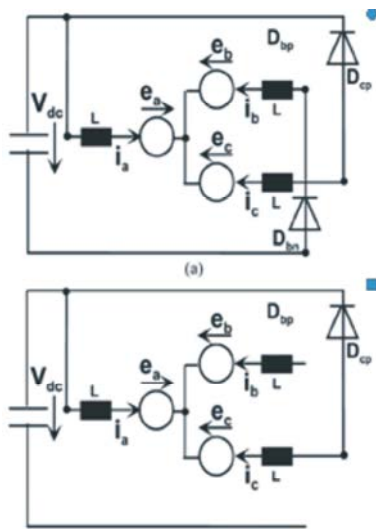 e_b
D_bp
D_cp
e_a
V_dc
L
i_b
L
i_a
e_c
i_c
L
D_bn
(a)
e_b
D_bp
D_cp
e_a
V_dc
L
i_b
L
i_a
e_c
i_c
L